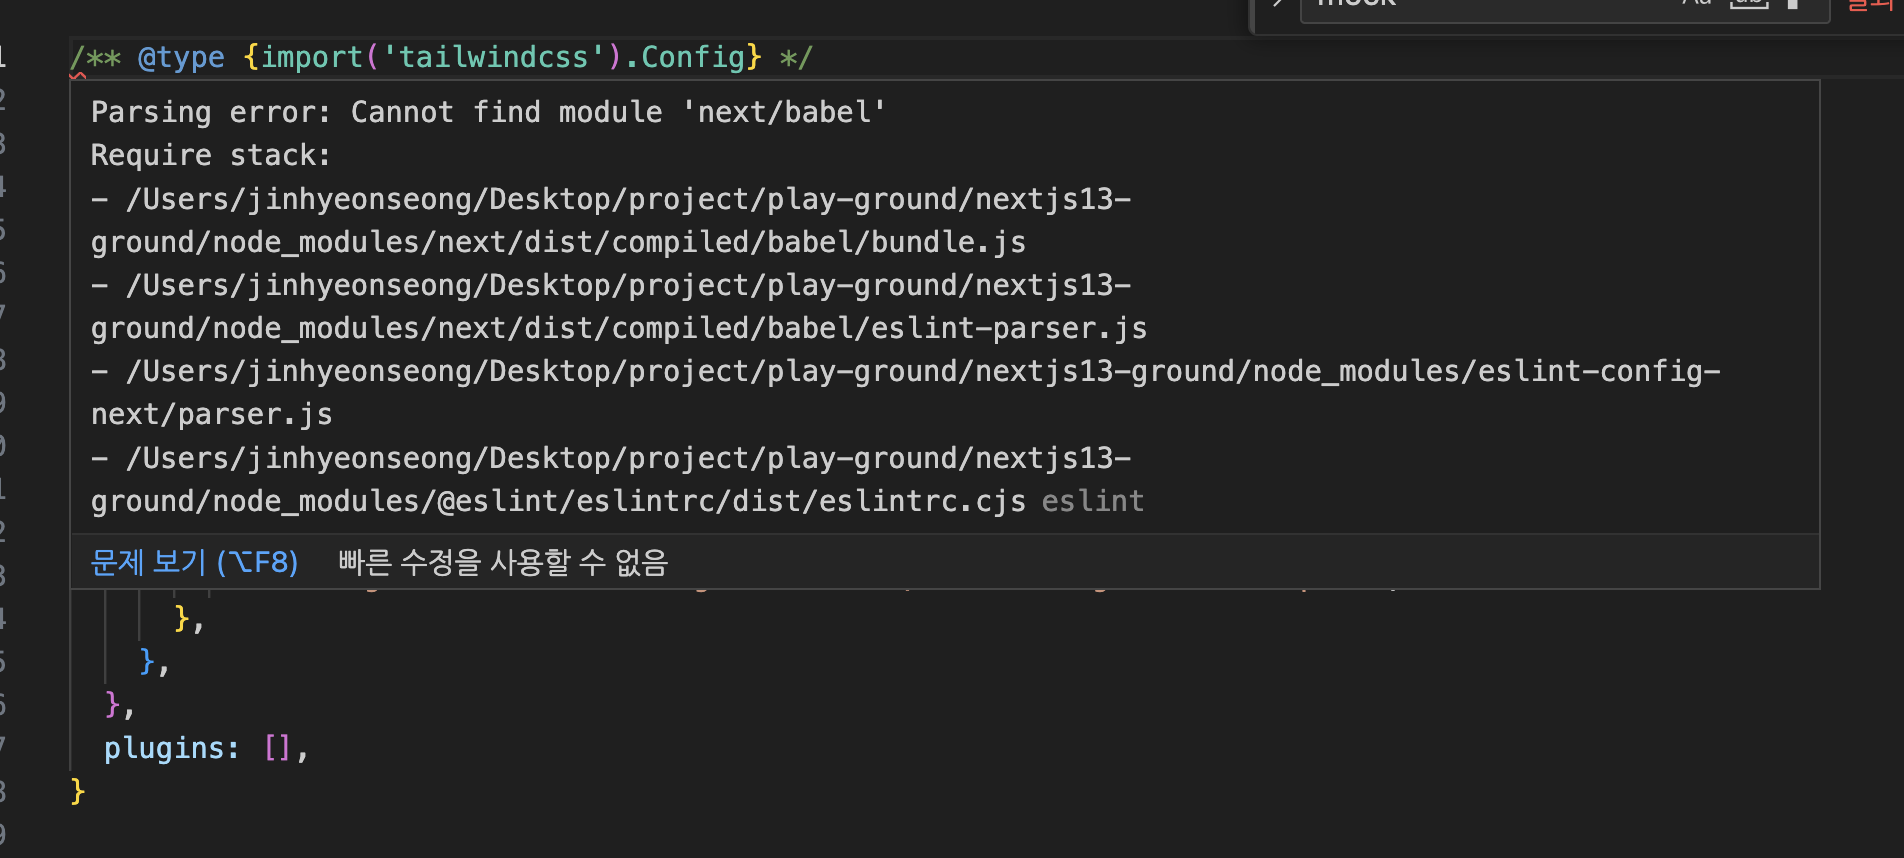 mock Aa ab
/** @type {import('tailwindcss').Config} */
Parsing error: Cannot find module 'next/babel'
Require stack:
- /Users/jinhyeonseong/Desktop/project/play-ground/nextjs13-
ground/node_modules/next/dist/compiled/babel/bundle.js
- /Users/jinhyeonseong/Desktop/project/play-ground/nextjs13-
ground/node_modules/next/dist/compiled/babel/eslint-parser.js
- /Users/jinhyeonseong/Desktop/project/play-ground/nextjs13-ground/node_modules/eslint-config-
next/parser.js
- /Users/jinhyeonseong/Desktop/project/play-ground/nextjs13-
ground/node_modules/@eslint/eslintrc/dist/eslintrc.cjs eslint
문제 보기 (⌥F8) 빠른 수정을 사용할 수 없음
},
},
},
plugins: [],
}